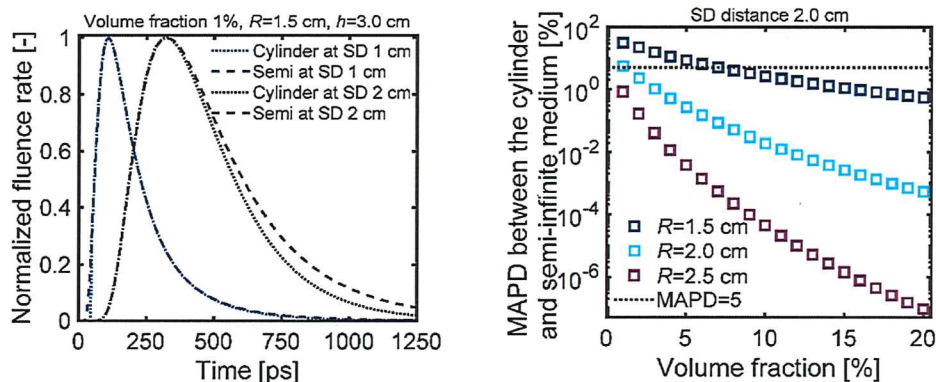 Volume fraction 1%, R=1.5 cm, h=3.0 cm
Normalized fluence rate [-]
1
0.8
0.6
0.4
0.2
0
Cylinder at SD 1 cm
Semi at SD 1 cm
Cylinder at SD 2 cm
Semi at SD 2 cm
0 250 500 750 1000 1250
Time [ps]
SD distance 2.0 cm
MAPD between the cylinder
and semi-infinite medium [%]
10^2
10^0
10^-2
10^-4
10^-6
R=1.5 cm
R=2.0 cm
R=2.5 cm
MAPD=5
0 5 10 15 20
Volume fraction [%]